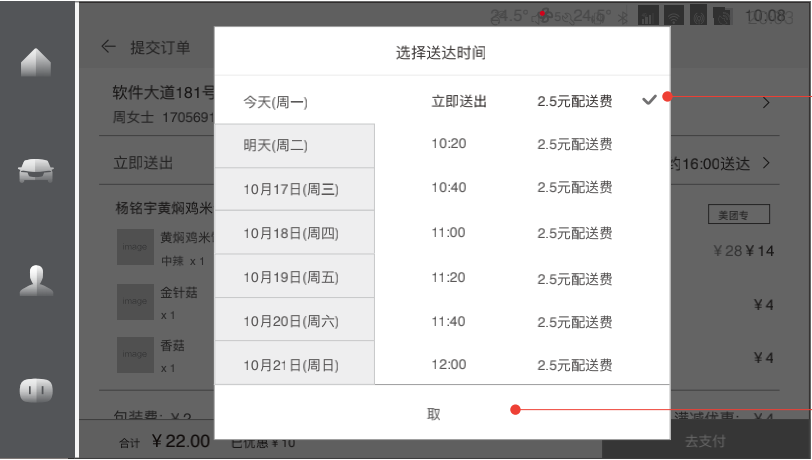 24.5° 24.5° 10:08
提交订单
选择送达时间
软件大道181号
周女士 1705691
今天(周一) 立即送出 2.5元配送费
明天(周二) 10:20 2.5元配送费
立即送出
约16:00送达
10月17日(周三) 10:40 2.5元配送费
杨铭宇黄焖鸡米
美团专
10月18日(周四) 11:00 2.5元配送费
image
黄焖鸡米
中辣 x 1
¥28 ¥14
10月19日(周五) 11:20 2.5元配送费
image
金针菇
x 1
¥4
10月20日(周六) 11:40 2.5元配送费
image
香菇
x 1
¥4
10月21日(周日) 12:00 2.5元配送费
取
包装费: ¥2
满减优惠: ¥4
合计 ¥22.00 已优惠¥10
去支付